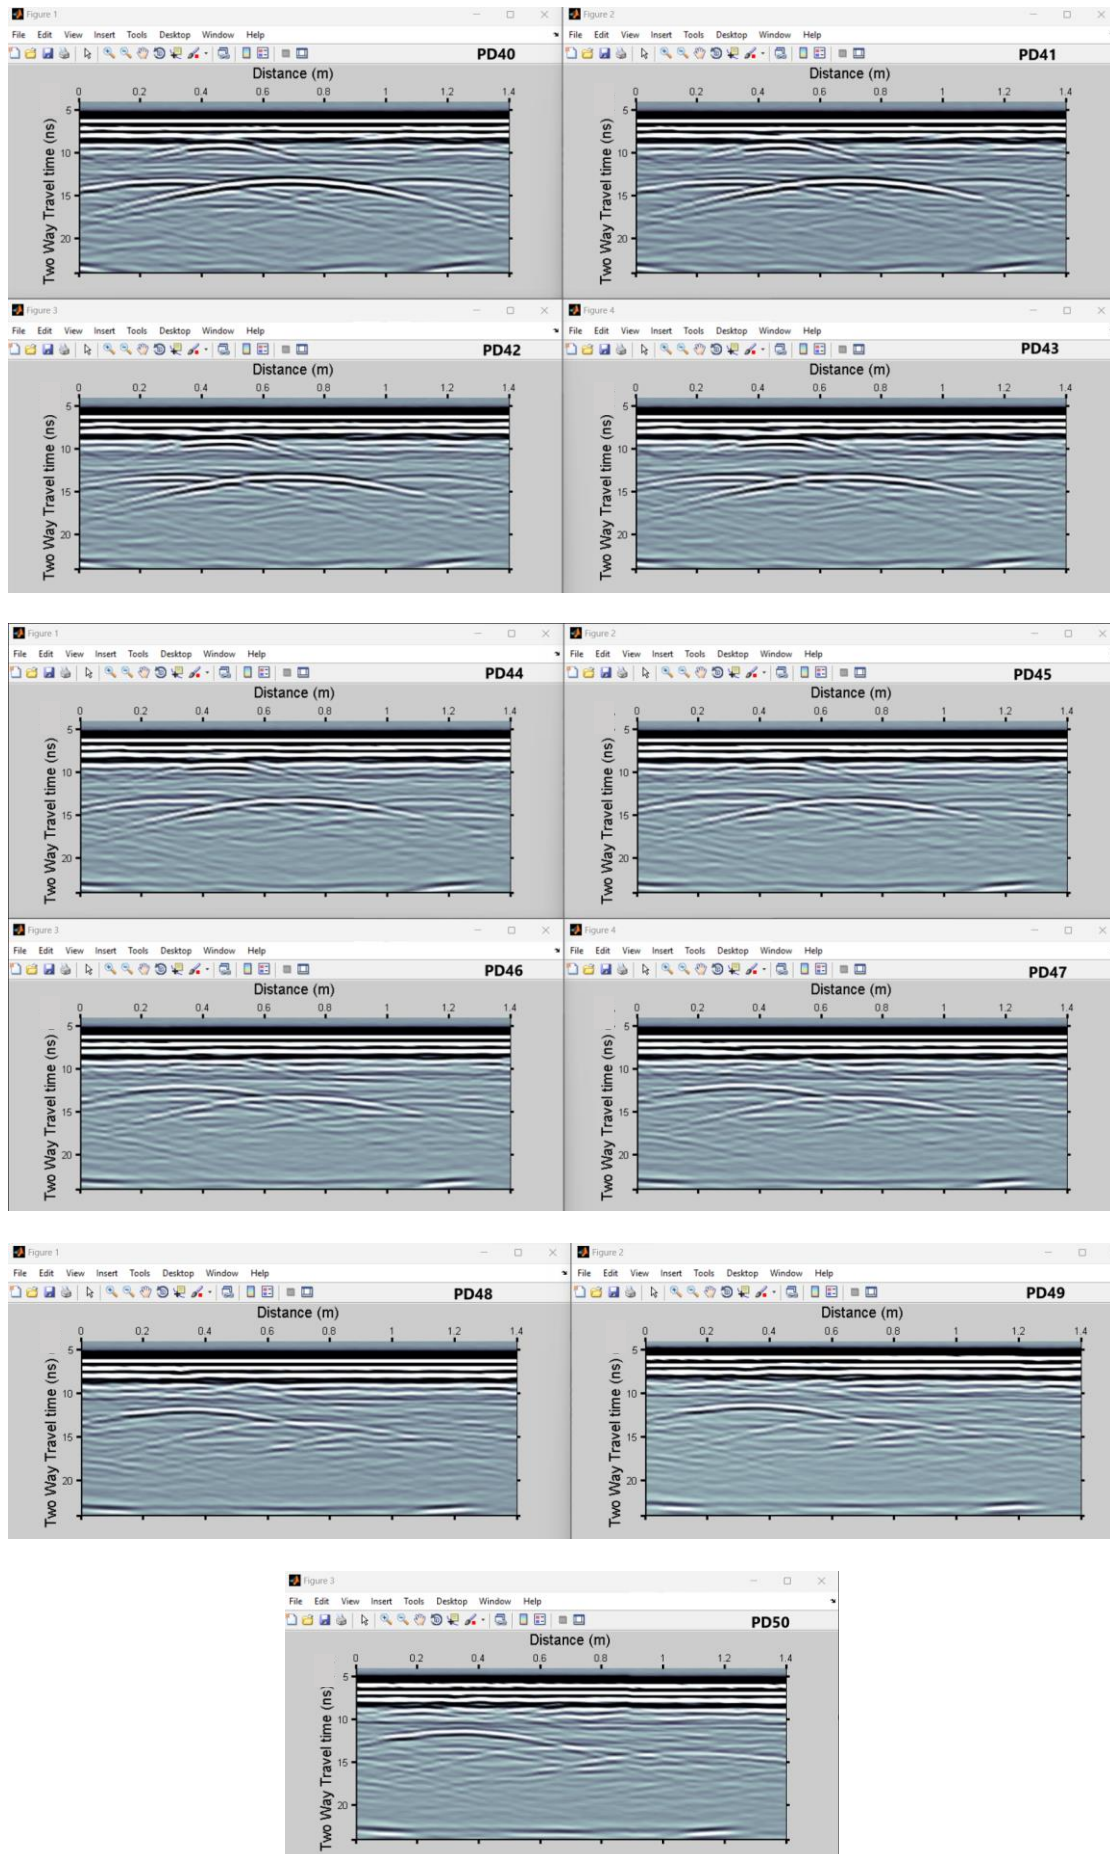 Figure 1
File Edit View Insert Tools Desktop Window Help
PD40
Distance (m)
0 0.2 0.4 0.6 0.8 1 1.2 1.4
Two Way Travel time (ns)
5
10
15
20
Figure 2
File Edit View Insert Tools Desktop Window Help
PD41
Distance (m)
0 0.2 0.4 0.6 0.8 1 1.2 1.4
Two Way Travel time (ns)
5
10
15
20
Figure 3
File Edit View Insert Tools Desktop Window Help
PD42
Distance (m)
0 0.2 0.4 0.6 0.8 1 1.2 1.4
Two Way Travel time (ns)
5
10
15
20
Figure 4
File Edit View Insert Tools Desktop Window Help
PD43
Distance (m)
0 0.2 0.4 0.6 0.8 1 1.2 1.4
Two Way Travel time (ns)
5
10
15
20
Figure 1
File Edit View Insert Tools Desktop Window Help
PD44
Distance (m)
0 0.2 0.4 0.6 0.8 1 1.2 1.4
Two Way Travel time (ns)
5
10
15
20
Figure 2
File Edit View Insert Tools Desktop Window Help
PD45
Distance (m)
0 0.2 0.4 0.6 0.8 1 1.2 1.4
Two Way Travel time (ns)
5
10
15
20
Figure 3
File Edit View Insert Tools Desktop Window Help
PD46
Distance (m)
0 0.2 0.4 0.6 0.8 1 1.2 1.4
Two Way Travel time (ns)
5
10
15
20
Figure 4
File Edit View Insert Tools Desktop Window Help
PD47
Distance (m)
0 0.2 0.4 0.6 0.8 1 1.2 1.4
Two Way Travel time (ns)
5
10
15
20
Figure 1
File Edit View Insert Tools Desktop Window Help
PD48
Distance (m)
0 0.2 0.4 0.6 0.8 1 1.2 1.4
Two Way Travel time (ns)
5
10
15
20
Figure 2
File Edit View Insert Tools Desktop Window Help
PD49
Distance (m)
0 0.2 0.4 0.6 0.8 1 1.2 1.4
Two Way Travel time (ns)
5
10
15
20
Figure 3
File Edit View Insert Tools Desktop Window Help
PD50
Distance (m)
0 0.2 0.4 0.6 0.8 1 1.2 1.4
Two Way Travel time (ns)
5
10
15
20